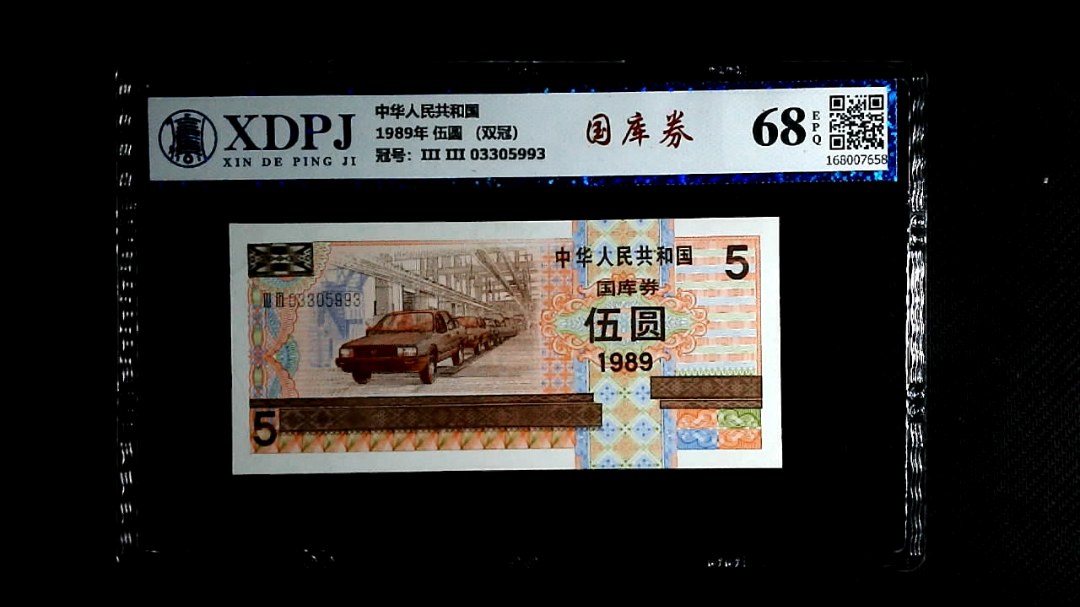 XDPJ
XIN DE PING JI
中华人民共和国
1989年 伍圆 （双冠）
冠号：III III 03305993
国库券
68
EPQ
168007658
中华人民共和国
5
国库券
III III 03305993
伍圆
1989
5